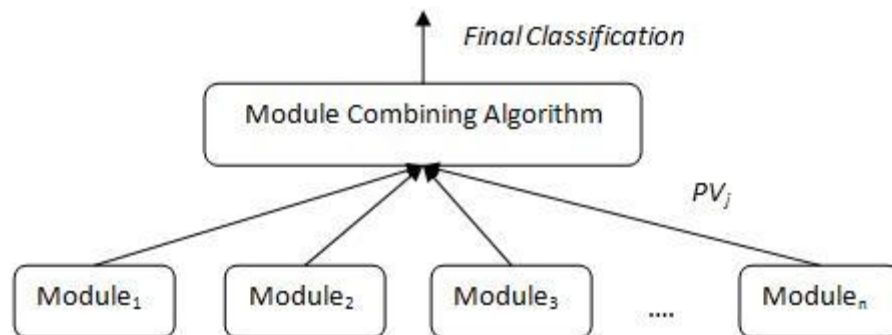 Final Classification
Module Combining Algorithm
PVⱼ
Module₁ Module₂ Module₃ .... Moduleₙ